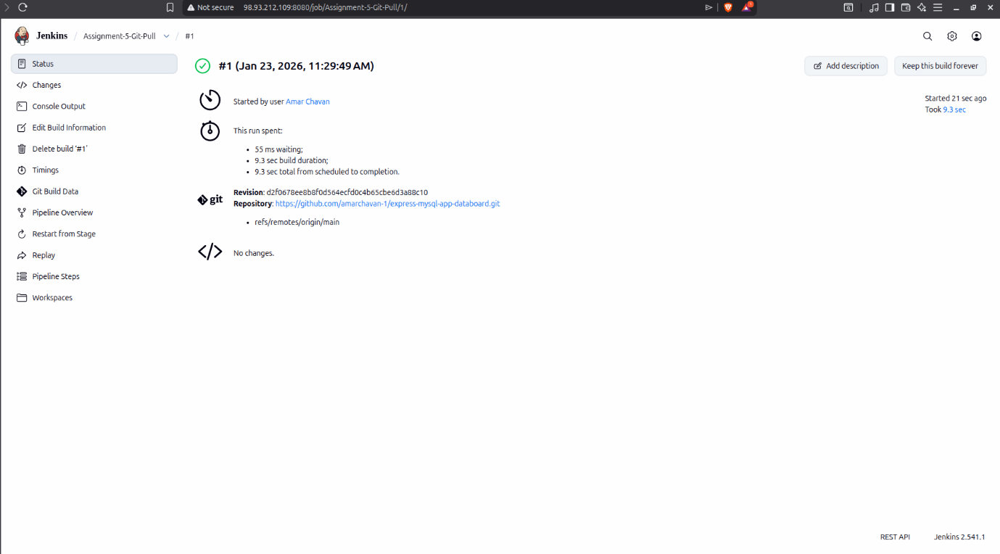 Not secure 98.93.212.109:8080/job/Assignment-5-Git-Pull/1/
1
Jenkins / Assignment-5-Git-Pull / #1
Status
Changes
Console Output
Edit Build Information
Delete build ‘#1’
Timings
Git Build Data
Pipeline Overview
Restart from Stage
Replay
Pipeline Steps
Workspaces
#1 (Jan 23, 2026, 11:29:49 AM)
Add description
Keep this build forever
Started by user Amar Chavan
Started 21 sec ago
Took 9.3 sec
This run spent:
• 55 ms waiting;
• 9.3 sec build duration;
• 9.3 sec total from scheduled to completion.
git
Revision: d2f0678ee8b8f0d564ecfd0c4b65cbe6d3a88c10
Repository: https://github.com/amarchavan-1/express-mysql-app-databoard.git
• refs/remotes/origin/main
No changes.
REST API
Jenkins 2.541.1